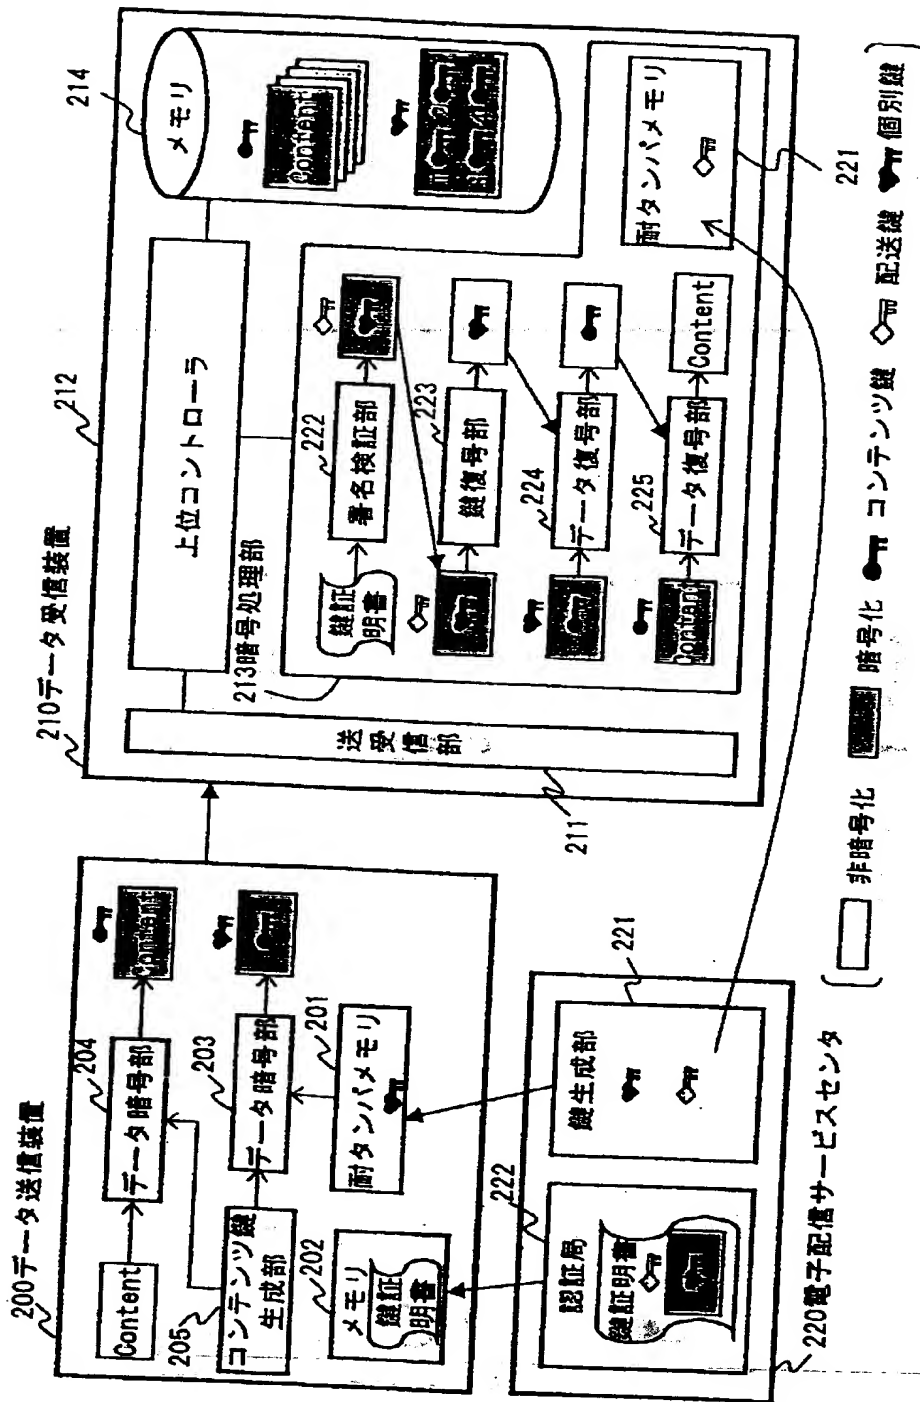 200データ送信装置
Content
204
データ暗号部
Content
205
コンテンツ鍵
生成部
203
データ暗号部
202
メモリ
鍵証
明書
201
耐タンパメモリ
222
認証局
鍵証明書
221
鍵生成部
220電子配信サービスセンタ
210データ受信装置
212
上位コントローラ
214
メモリ
Content
211
送受信部
213暗号処理部
鍵証
明書
222
署名検証部
223
鍵復号部
224
データ復号部
225
データ復号部
Content
Content
耐タンパメモリ
221
非暗号化
暗号化
コンテンツ鍵
配送鍵
個別鍵